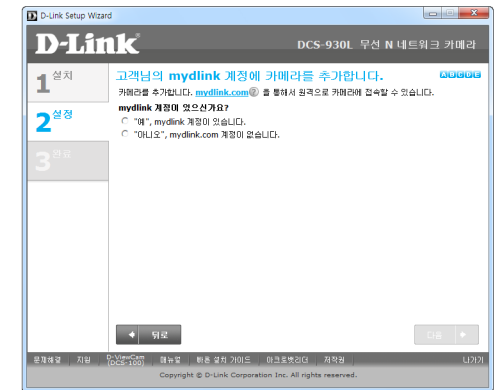 D-Link Setup Wizard
D-Link
DCS-930L 무선 N 네트워크 카메라
1 설치
2 설정
3 완료
고객님의 mydlink 계정에 카메라를 추가합니다.
A B C D E
카메라를 추가합니다. mydlink.com? 을 통해서 원격으로 카메라에 접속할 수 있습니다.
mydlink 계정이 있으신가요?
"예", mydlink 계정이 있습니다.
"아니오", mydlink.com 계정이 없습니다.
뒤로
다음
문제해결 지원 D-ViewCam (DCS-100) 매뉴얼 빠른 설치 가이드 아크로벳리더 저작권 나가기
Copyright © D-Link Corporation Inc. All rights reserved.